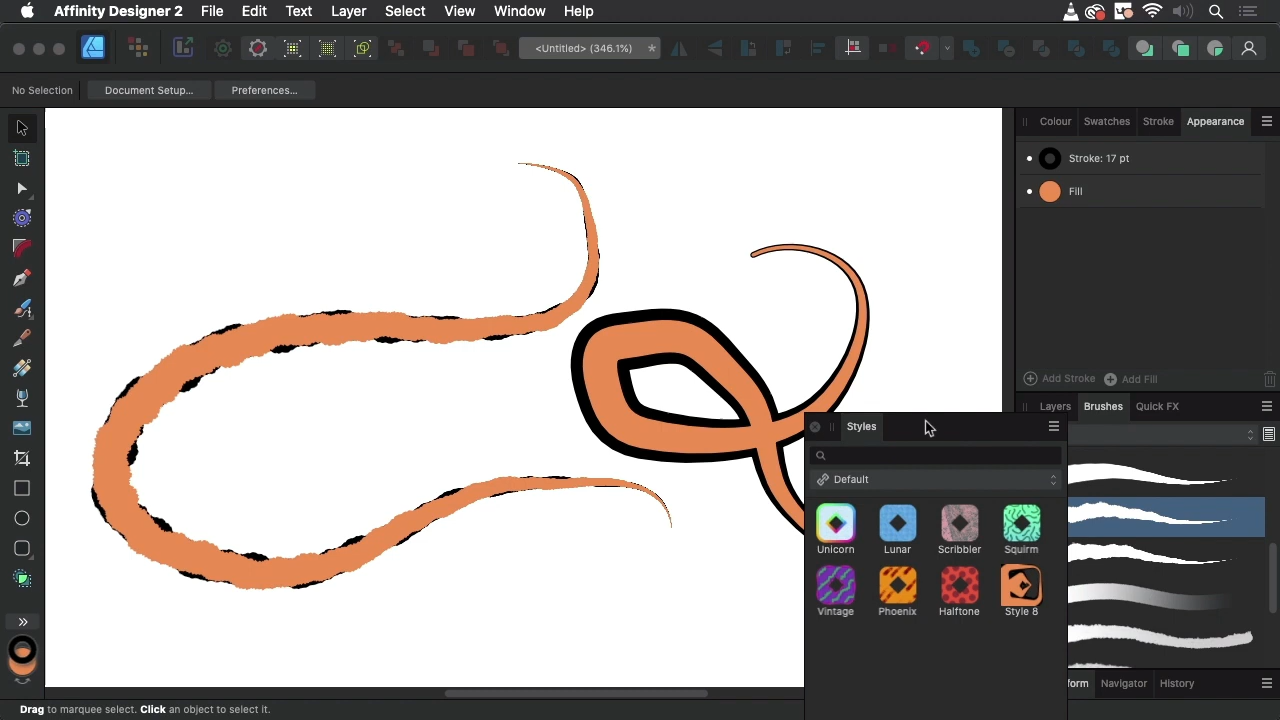 Affinity Designer 2 File Edit Text Layer Select View Window Help
<Untitled> (346.1%) *
No Selection Document Setup... Preferences...
Colour Swatches Stroke Appearance
Stroke: 17 pt
Fill
Add Stroke Add Fill
Layers Brushes Quick FX
Styles
Default
Unicorn Lunar Scribbler Squirm
Vintage Phoenix Halftone Style 8
form Navigator History
Drag to marquee select. Click an object to select it.